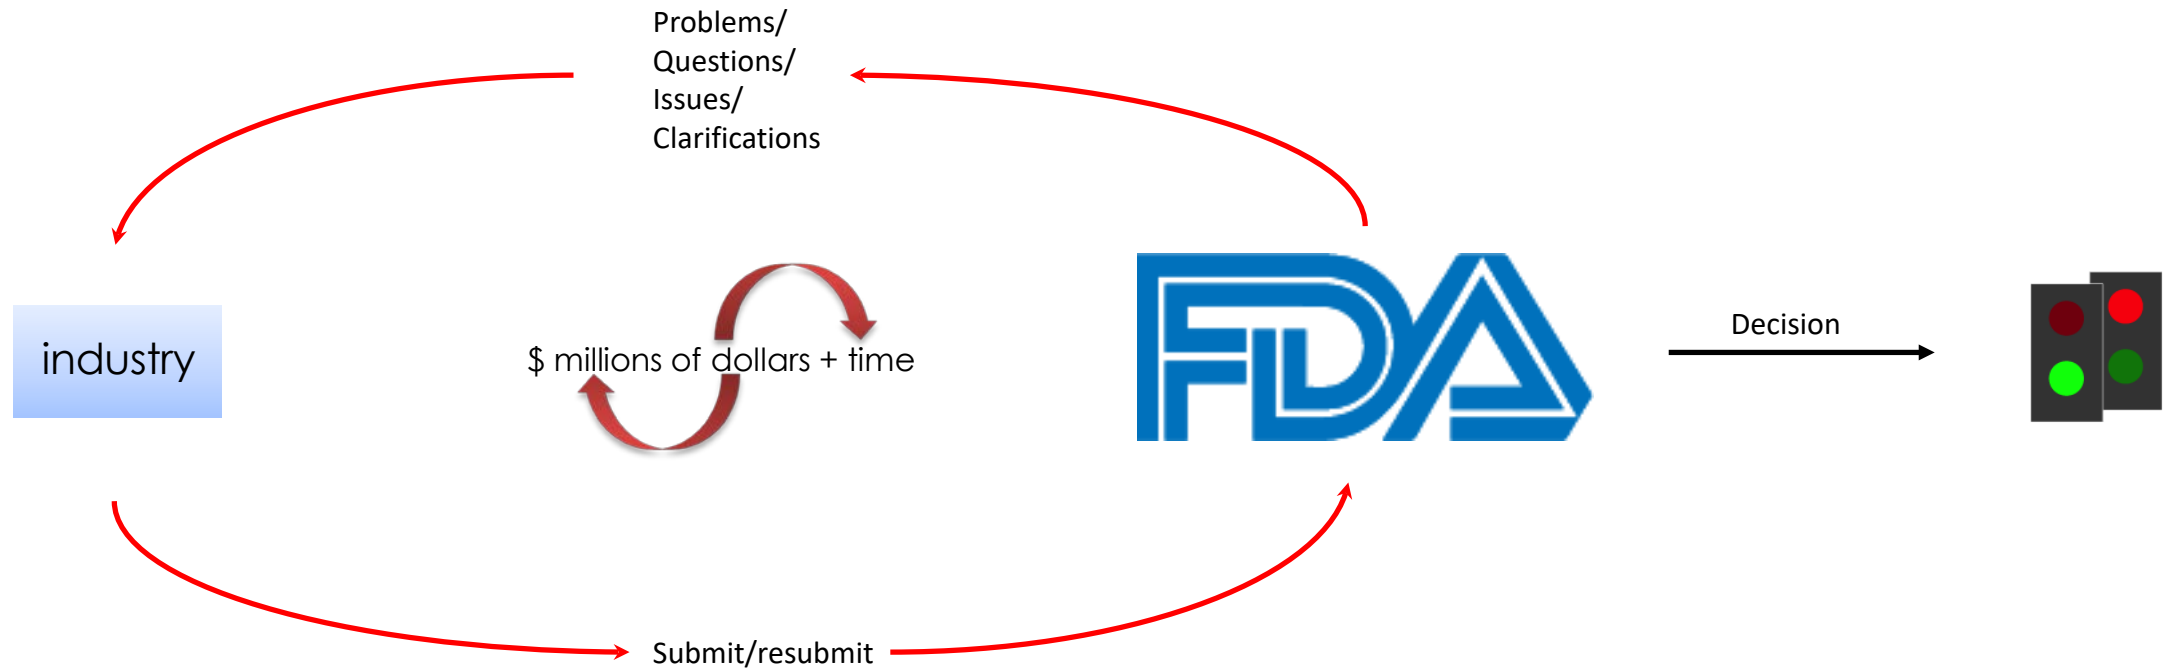 Problems/
Questions/
Issues/
Clarifications
industry
$ millions of dollars + time
FDA
Decision
Submit/resubmit